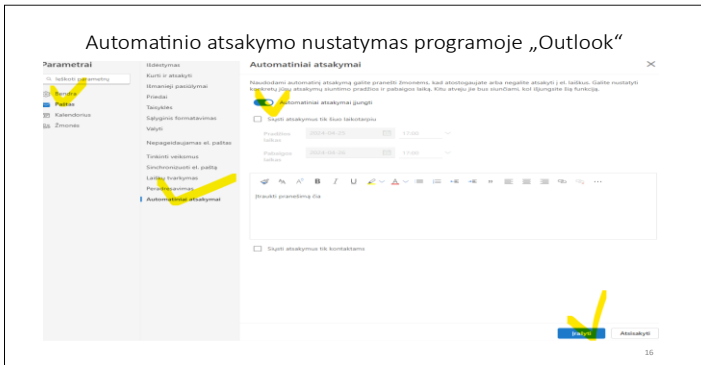 Automatinio atsakymo nustatymas programoje „Outlook“
Parametrai
Ieškoti parametrų
Bendra
Paštas
Kalendorius
Žmonės
Išdėstymas
Kurti ir atsakyti
Išmanieji pasiūlymai
Priedai
Taisyklės
Sąlyginis formatavimas
Valyti
Nepageidaujamas el. paštas
Tinkinti veiksmus
Sinchronizuoti el. paštą
Laiškų tvarkymas
Peradresavimas
Automatiniai atsakymai
Automatiniai atsakymai
Naudodami automatinį atsakymą galite pranešti žmonėms, kad atostogaujate arba negalite atsakyti į el. laiškus. Galite nustatyti
konkretų jūsų atsakymų siuntimo pradžios ir pabaigos laiką. Kitu atveju jie bus siunčiami, kol išjungsite šią funkciją.
Automatiniai atsakymai įjungti
Siųsti atsakymus tik šiuo laikotarpiu
Pradžios
laikas
17:00
Pabaigos
laikas
17:00
B I U
Įtraukti pranešimą čia
Siųsti atsakymus tik kontaktams
Įrašyti
Atsisakyti
16